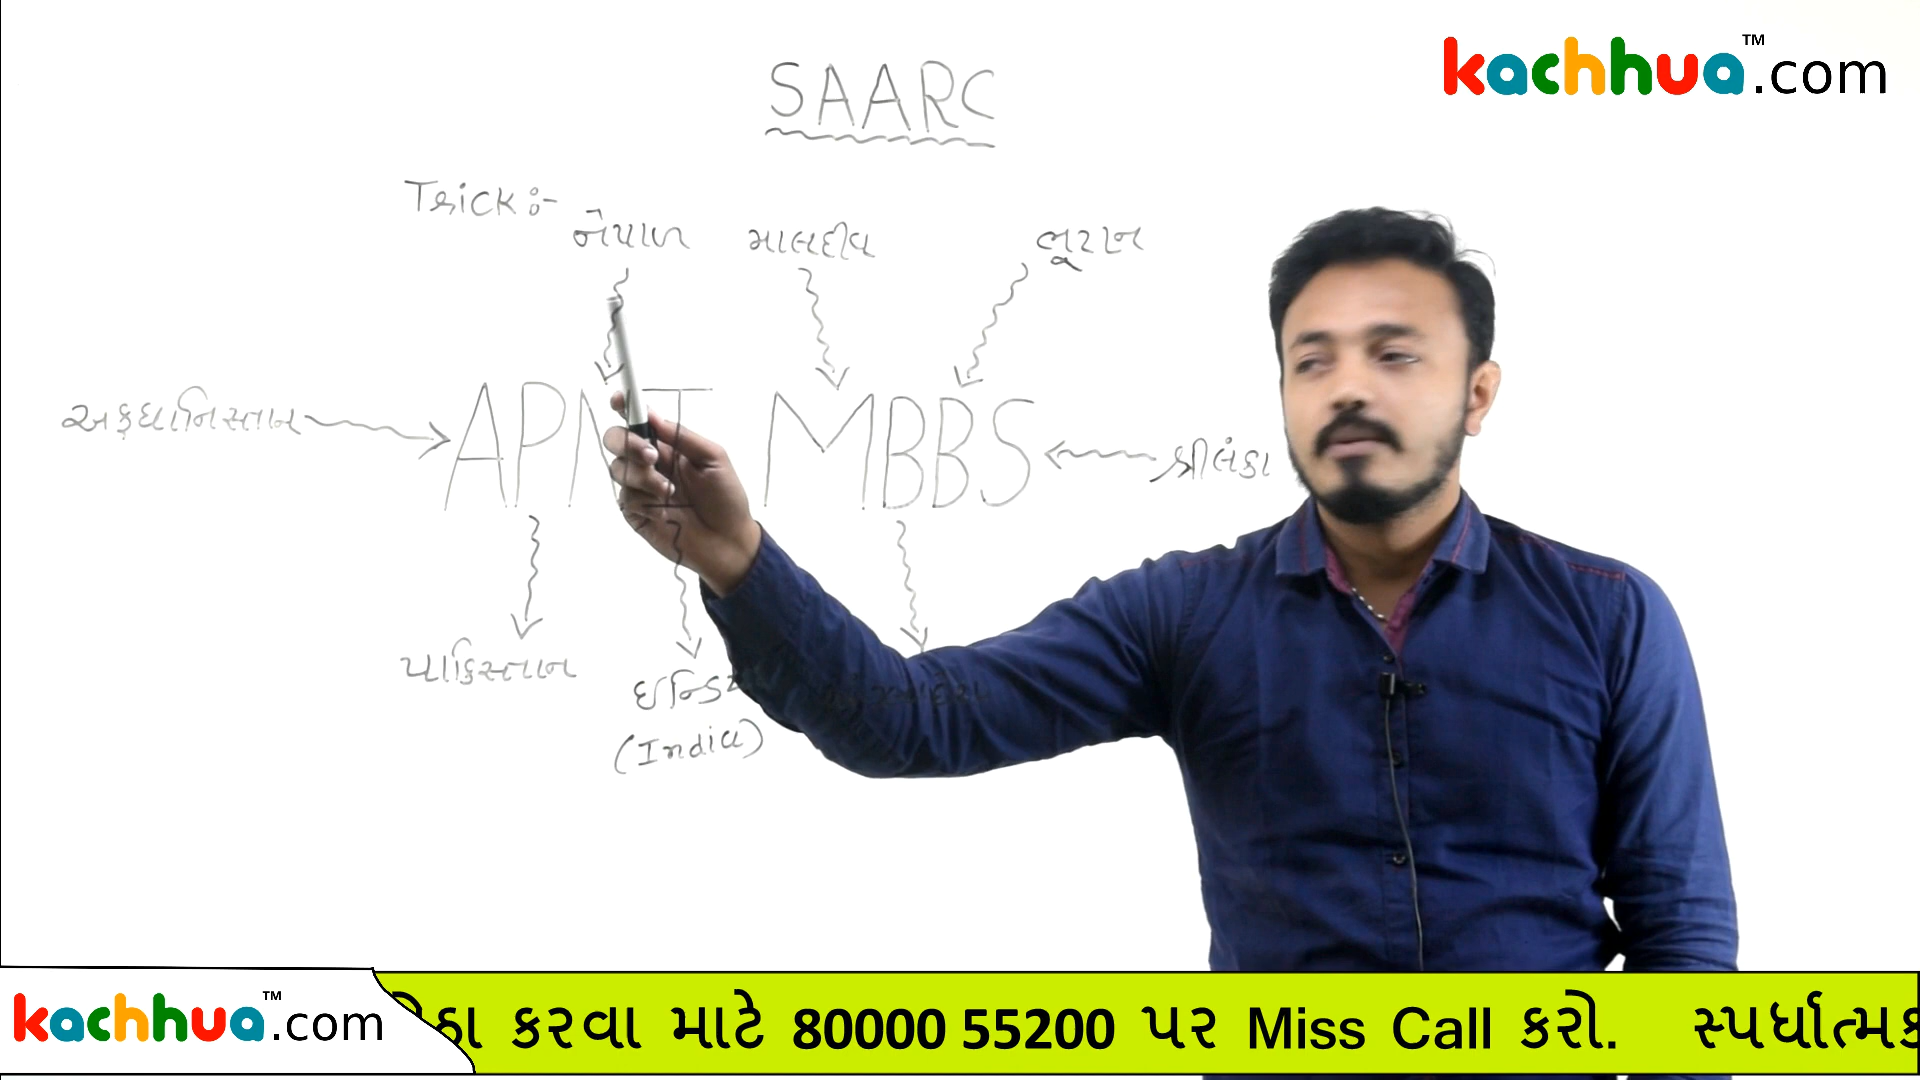 SAARC
kachhua™.com
Trick :-
નેપાળ માલદીવ ભૂટાન
અફઘાનિસ્તાન APNI MBBS શ્રીલંકા
પાકિસ્તાન
(India)
kachhua™.com કરવા માટે 80000 55200 પર Miss Call કરો.